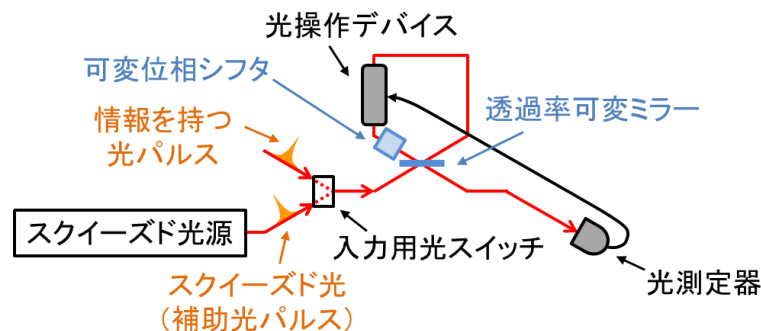 光操作デバイス
可変位相シフタ
透過率可変ミラー
情報を持つ
光パルス
スクイーズド光源
入力用光スイッチ
スクイーズド光
（補助光パルス）
光測定器